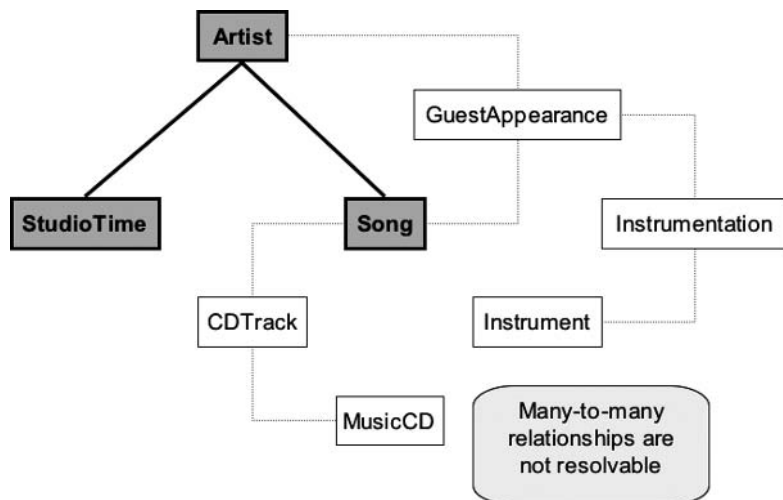 Artist
GuestAppearance
StudioTime
Song
Instrumentation
CDTrack
Instrument
MusicCD
Many-to-many
relationships are
not resolvable